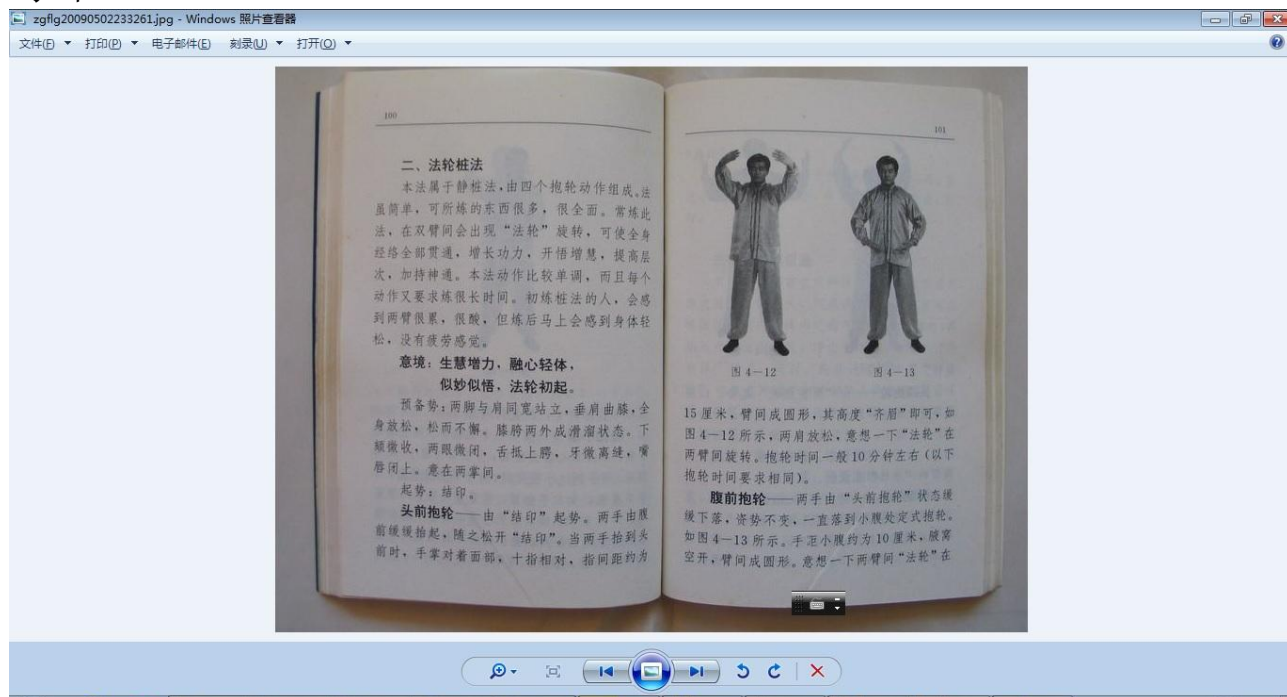 zgflg20090502233261.jpg - Windows 照片查看器
文件(F) 打印(P) 电子邮件(E) 刻录(U) 打开(O)
100
二、法轮桩法
本法属于静桩法,由四个抱轮动作组成。法
虽简单,可所炼的东西很多,很全面。常炼此
法,在双臂间会出现“法轮”旋转,可使全身
经络全部贯通,增长功力,开悟增慧,提高层
次,加持神通。本法动作比较单调,而且每个
动作又要求炼很长时间。初炼桩法的人,会感
到两臂很累,很酸,但炼后马上会感到身体轻
松,没有疲劳感觉。
意境:生慧增力,融心轻体,
似妙似悟,法轮初起。
预备势:两脚与肩同宽站立,垂肩曲膝,全
身放松,松而不懈。膝胯两外成滑溜状态。下
颏微收,两眼微闭,舌抵上腭,牙微离缝,嘴
唇闭上。意在两掌间。
起势:结印。
头前抱轮——由“结印”起势。两手由腹
前缓缓抬起,随之松开“结印”。当两手抬到头
前时,手掌对着面部,十指相对,指间距约为
101
图 4—12
图 4—13
15 厘米,臂间成圆形,其高度“齐眉”即可,如
图 4—12 所示,两肩放松,意想一下“法轮”在
两臂间旋转。抱轮时间一般 10 分钟左右(以下
抱轮时间要求相同)。
腹前抱轮——两手由“头前抱轮”状态缓
缓下落,姿势不变,一直落到小腹处定式抱轮。
如图 4—13 所示。手距小腹约为 10 厘米,腋窝
空开,臂间成圆形。意想一下两臂间“法轮”在